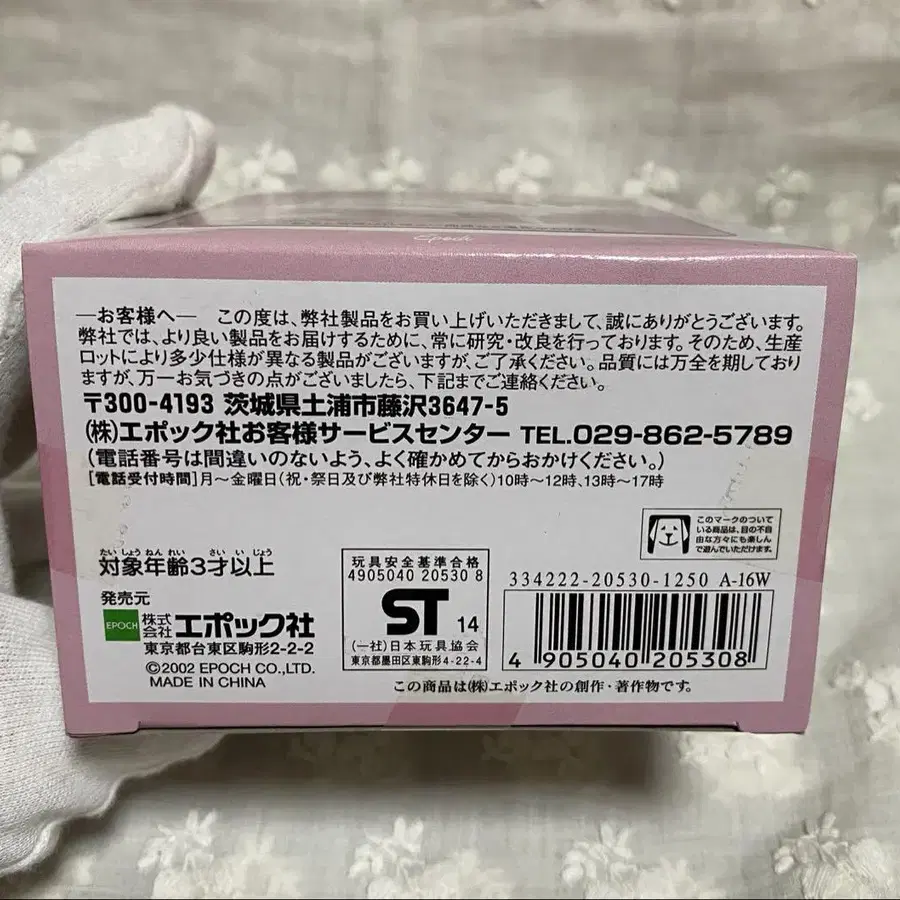 Epoch
―お客様へ― この度は、弊社製品をお買い上げいただきまして、誠にありがとうございます。
弊社では、より良い製品をお届けするために、常に研究・改良を行っております。そのため、生産
ロットにより多少仕様が異なる製品がございますが、ご了承ください。品質には万全を期しており
ますが、万一お気づきの点がございましたら、下記までご連絡ください。
〒300-4193 茨城県土浦市藤沢3647-5
(株)エポック社お客様サービスセンター TEL.029-862-5789
(電話番号は間違いのないよう、よく確かめてからおかけください。)
[電話受付時間]月～金曜日(祝・祭日及び弊社特休日を除く)10時～12時、13時～17時
このマークのついて
いる商品は、目の不自
由な方々にも楽しん
で遊んでいただけます。
たいしょうねんれい さい いじょう
対象年齢3才以上
発売元
EPOCH 株式会社 エポック社
東京都台東区駒形2-2-2
©2002 EPOCH CO.,LTD.
MADE IN CHINA
玩具安全基準合格
4905040 20530 8
ST 14
(一社)日本玩具協会
東京都墨田区東駒形4-22-4
334222-20530-1250 A-16W
4 905040 205308
この商品は(株)エポック社の創作・著作物です。